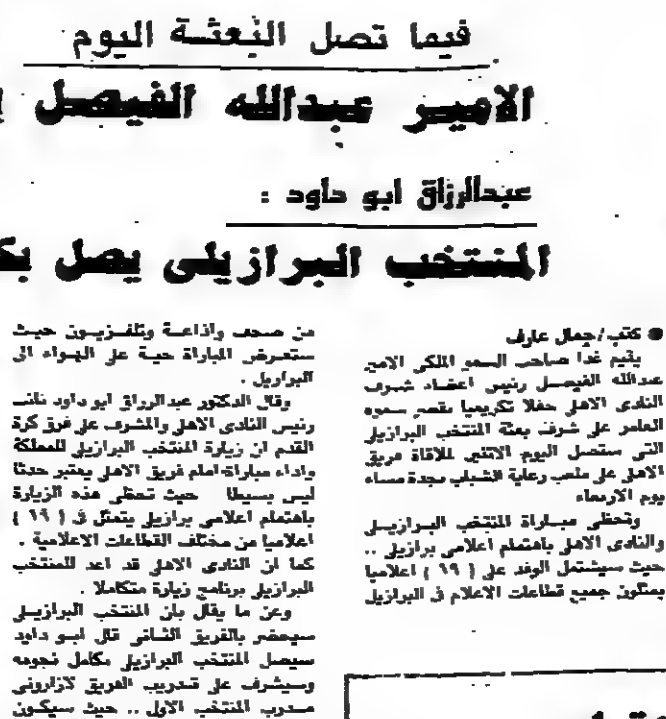 فيما تصل البعثة اليوم
الامير عبدالله الفيصل
عبدالرزاق ابو داود :
المنتخب البرازيلى يصل
● كتب / جمال عارف
يقيم غدا صاحب السمو الملكى الامير
عبدالله الفيصل رئيس اعضاء شرف
النادى الاهلى حفلا تكريميا بقصر سموه
العامر على شرف بعثة المنتخب البرازيلى
التى ستصل اليوم الاثنين لملاقاة فريق
الاهلى على ملعب رعاية الشباب بجدة مساء
يوم الاربعاء
وتحظى مباراة المنتخب البرازيلى
والنادى الاهلى باهتمام اعلامى برازيلى ..
حيث سيشتمل الوفد على ( ١٩ ) اعلاميا
يمثلون جميع قطاعات الاعلام فى البرازيل
من صحف واذاعة وتلفزيون حيث
ستعرض المباراة حية على الهواء الى
البرازيل .
وقال الدكتور عبدالرزاق ابو داود نائب
رئيس النادى الاهلى والمشرف على فرق كرة
القدم ان زيارة المنتخب البرازيلى للمملكة
واداء مباراة امام فريق الاهلى يعتبر حدثا
ليس بسيطا حيث تحظى هذه الزيارة
باهتمام اعلامى برازيلى يتمثل فى ( ١٩ )
اعلاميا من مختلف القطاعات الاعلامية .
كما ان النادى الاهلى قد اعد للمنتخب
البرازيلى برنامج زيارة متكاملا .
وعن ما يقال بان المنتخب البرازيلى
سيحضر بالفريق الثانى قال ابو داود
سيصل المنتخب البرازيلى بكامل نجومه
وسيشرف على تدريب الفريق لازارونى
مدرب المنتخب الاول .. حيث سيكون